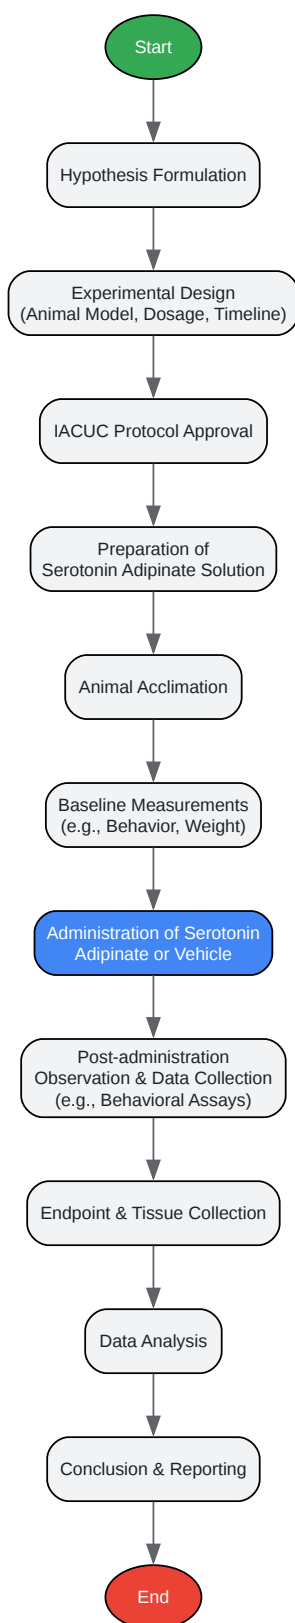 Start
Hypothesis Formulation
Experimental Design
(Animal Model, Dosage, Timeline)
IACUC Protocol Approval
Preparation of
Serotonin Adipinate Solution
Animal Acclimation
Baseline Measurements
(e.g., Behavior, Weight)
Administration of Serotonin
Adipinate or Vehicle
Post-administration
Observation & Data Collection
(e.g., Behavioral Assays)
Endpoint & Tissue Collection
Data Analysis
Conclusion & Reporting
End